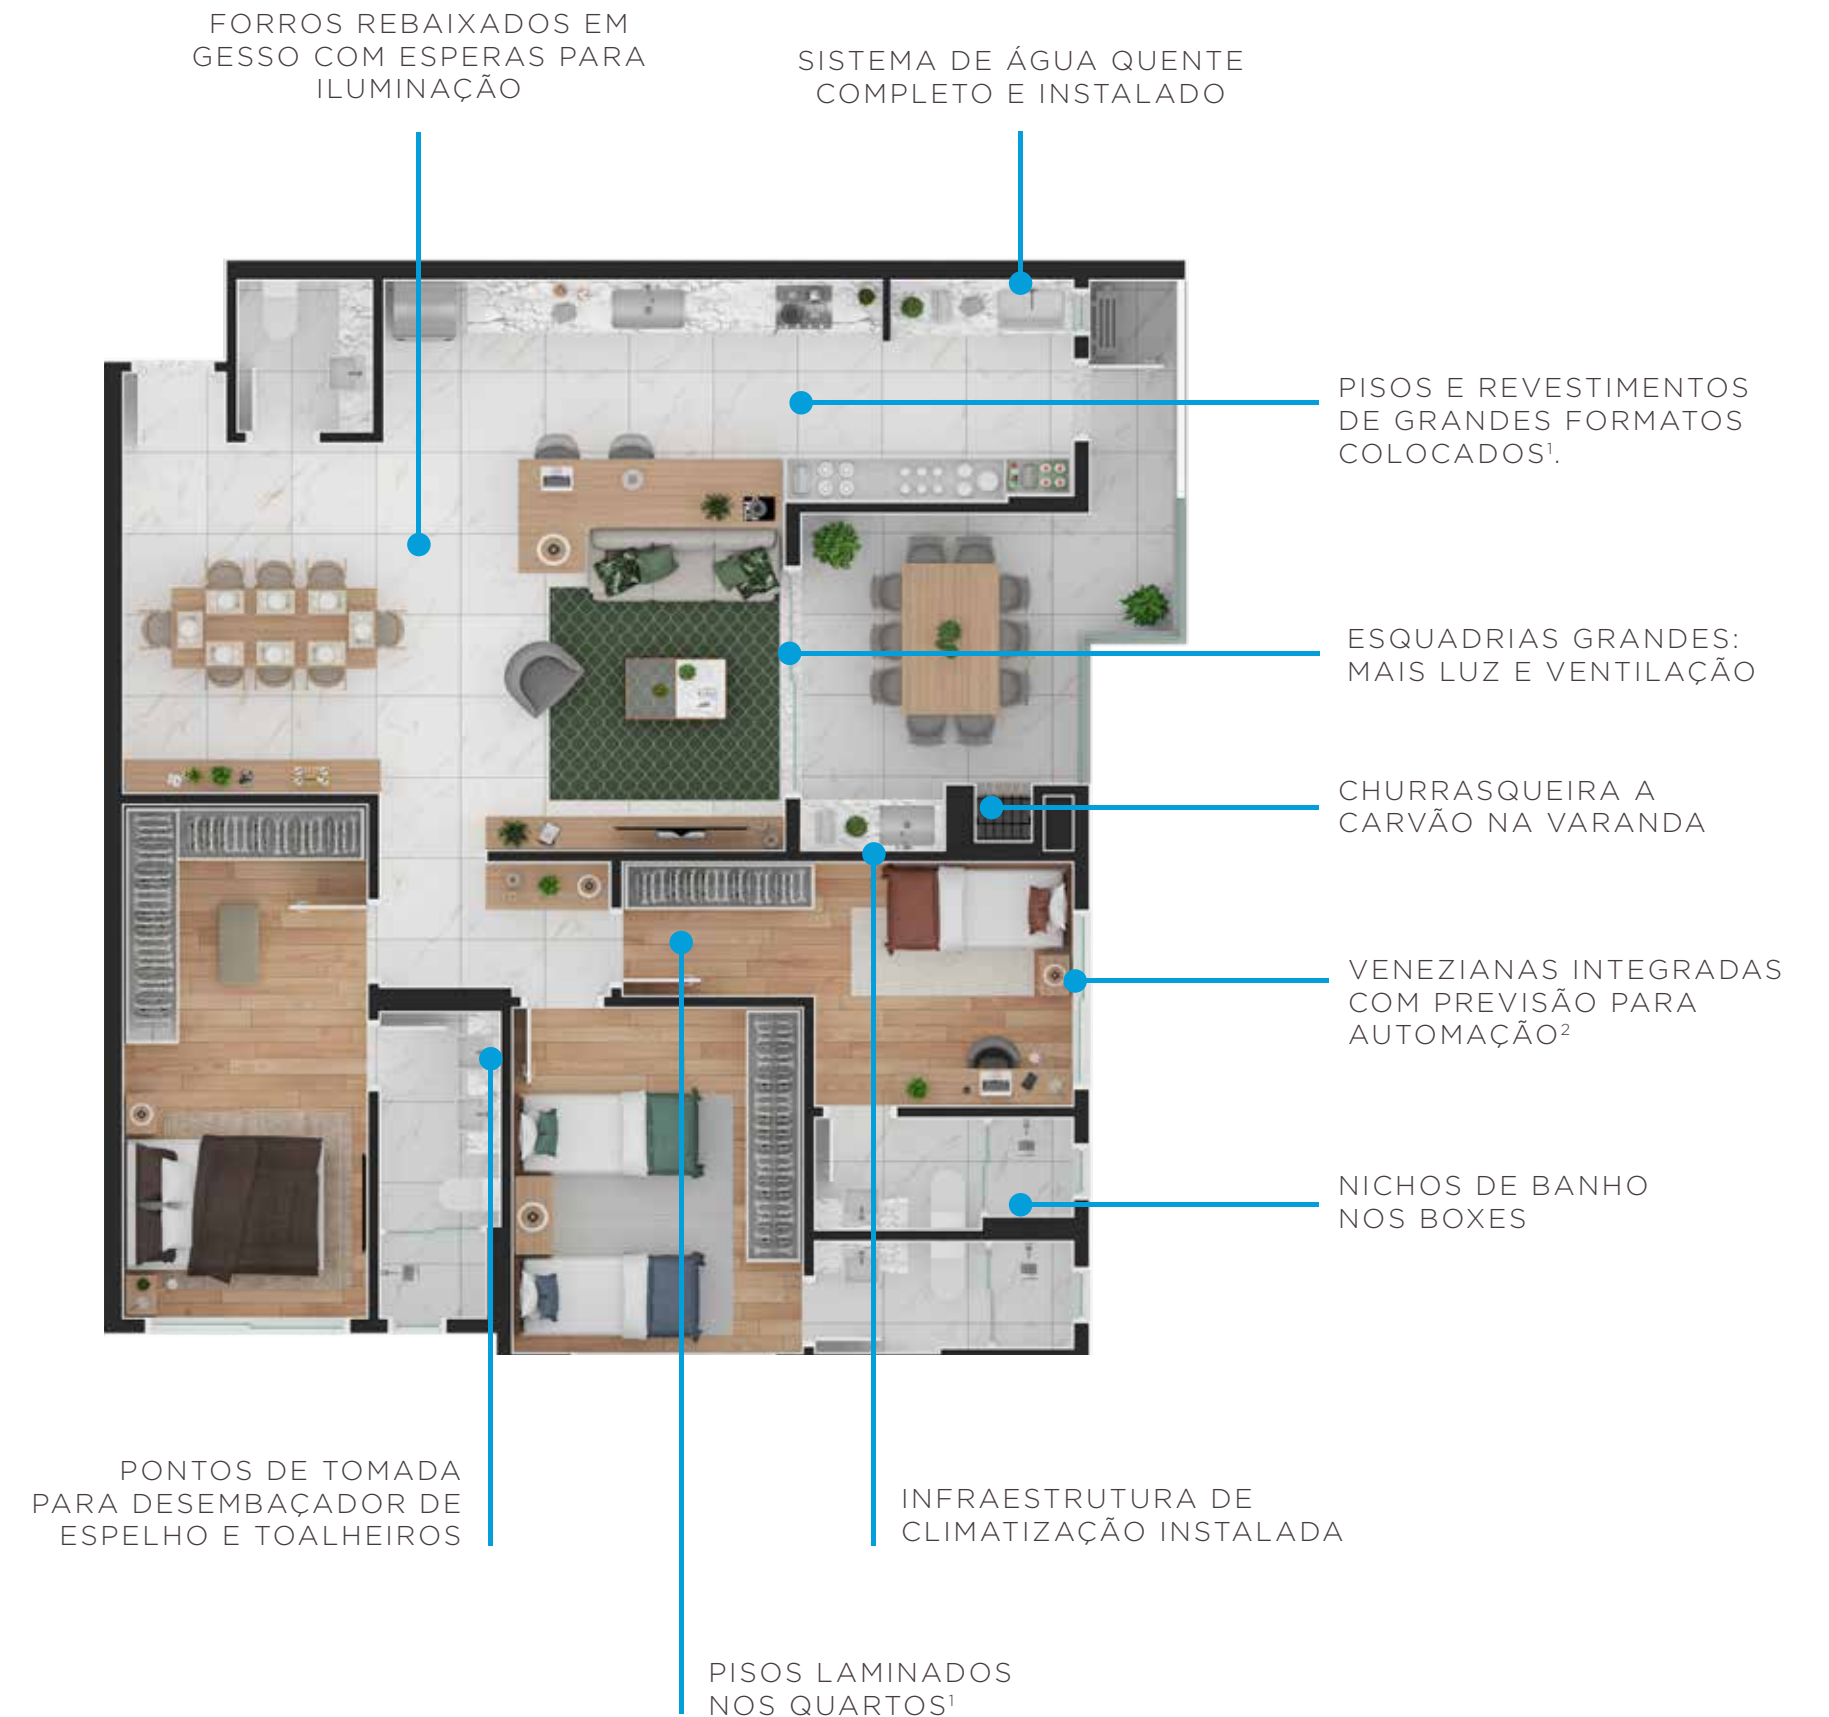 FORROS REBAIXADOS EM
GESSO COM ESPERAS PARA
ILUMINAÇÃO
SISTEMA DE ÁGUA QUENTE
COMPLETO E INSTALADO
PISOS E REVESTIMENTOS
DE GRANDES FORMATOS
COLOCADOS¹.
ESQUADRIAS GRANDES:
MAIS LUZ E VENTILAÇÃO
CHURRASQUEIRA A
CARVÃO NA VARANDA
VENEZIANAS INTEGRADAS
COM PREVISÃO PARA
AUTOMAÇÃO²
NICHOS DE BANHO
NOS BOXES
PONTOS DE TOMADA
PARA DESEMBAÇADOR DE
ESPELHO E TOALHEIROS
INFRAESTRUTURA DE
CLIMATIZAÇÃO INSTALADA
PISOS LAMINADOS
NOS QUARTOS¹